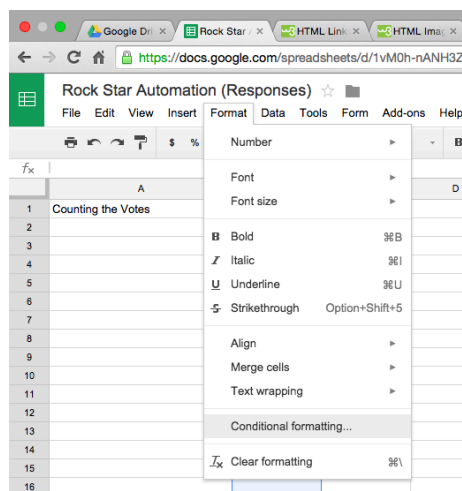 Google Dri
Rock Star
HTML Link
HTML Imag
https://docs.google.com/spreadsheets/d/1vM0h-nANH3Z
Rock Star Automation (Responses)
File Edit View Insert Format Data Tools Form Add-ons Help
$ % B
Number
fx
Font
A D
Font size
1 Counting the Votes
2
B Bold ⌘B
3
I Italic ⌘I
4
5
U Underline ⌘U
6
S Strikethrough Option+Shift+5
7
8
Align
9
Merge cells
10
11
Text wrapping
12
13
Conditional formatting...
14
15
Tx Clear formatting ⌘\
16